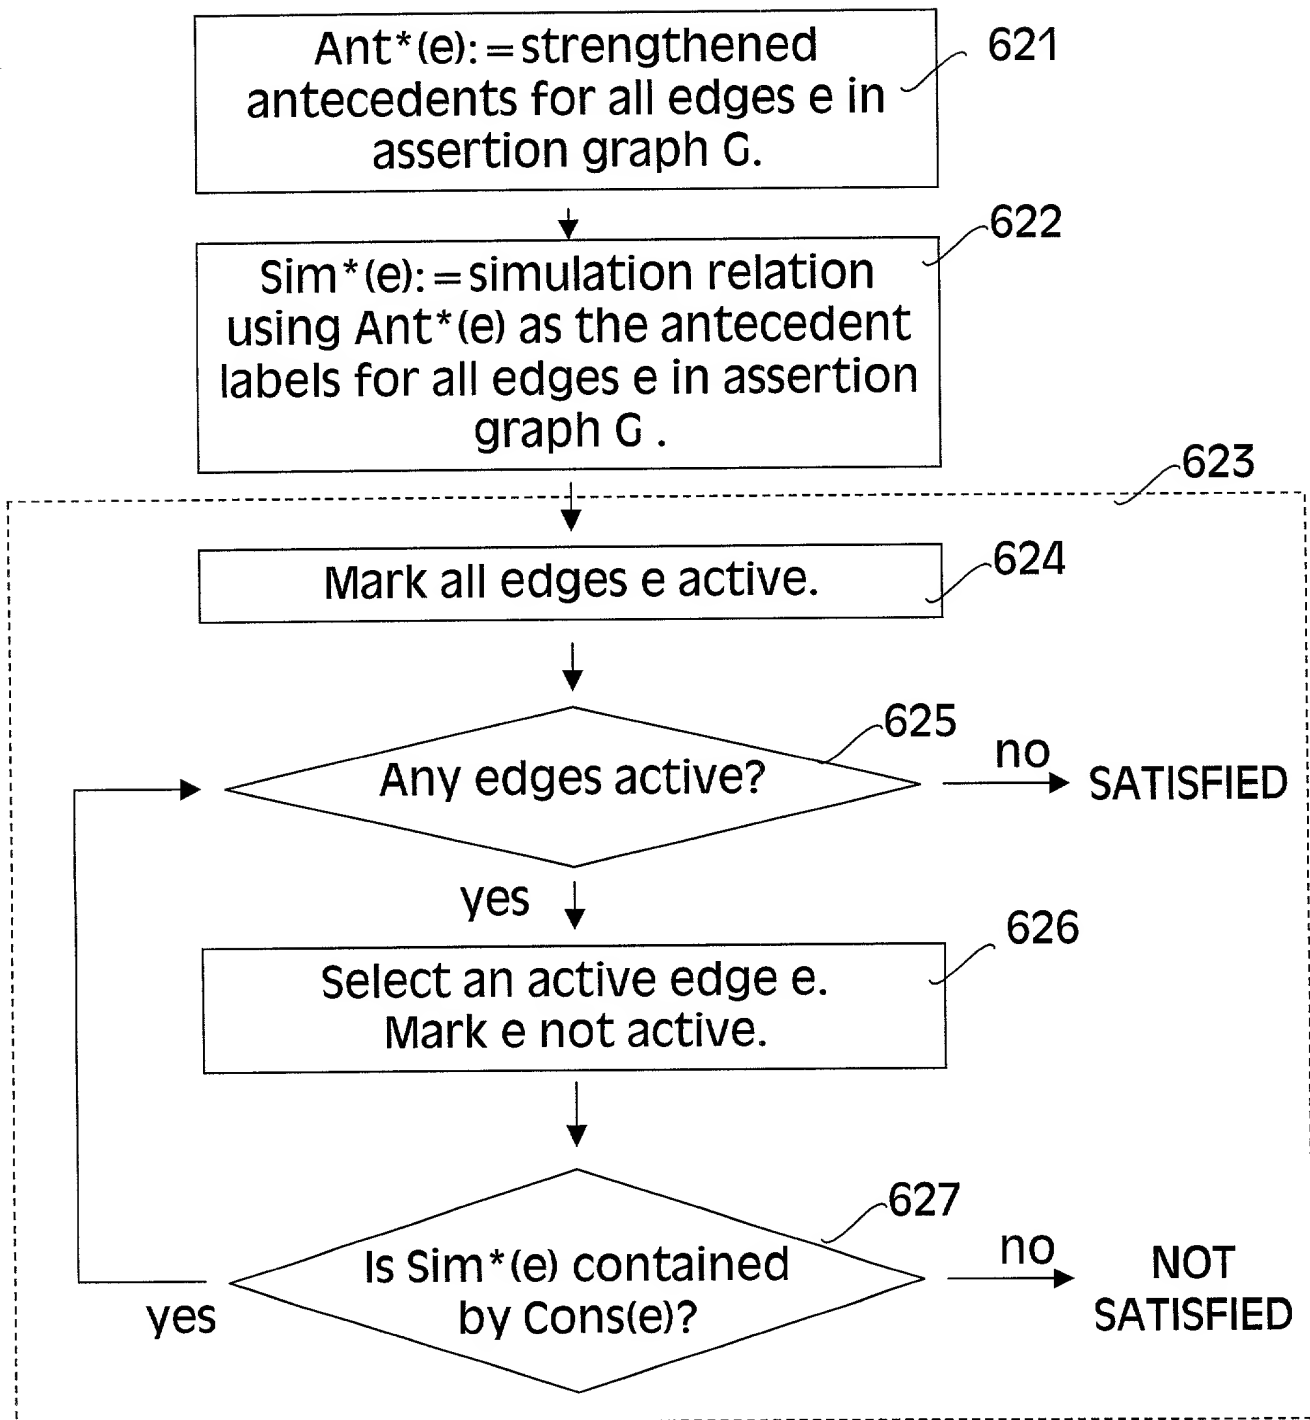 Ant*(e):=strengthened
antecedents for all edges e in
assertion graph G.
621
Sim*(e):=simulation relation
using Ant*(e) as the antecedent
labels for all edges e in assertion
graph G .
622
623
Mark all edges e active.
624
Any edges active?
625
no
SATISFIED
yes
Select an active edge e.
Mark e not active.
626
Is Sim*(e) contained
by Cons(e)?
627
no
NOT
SATISFIED
yes